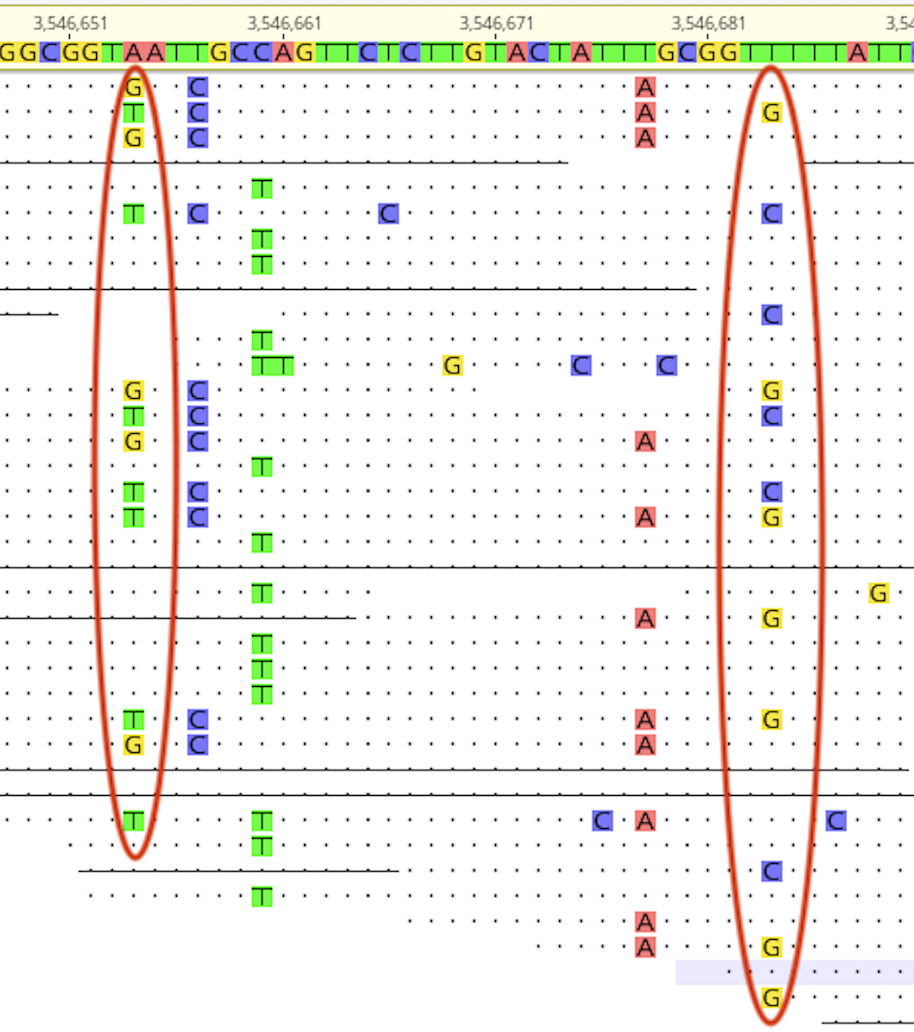 3,546,651 3,546,661 3,546,671 3,546,681 3,54
GGCGGTAATTGCCAGTTCTCTTGTACTATTTGCGGTTTTTATT
G C A
T C A G
G C A
T
T C C C
T
T
C
T
TT G C C
G C G
T C C
G C A
T
T C C
T C A G
T
T G
A G
T
T
T
T C A G
G C A
T T C A C
T
C
T
A
A G
G